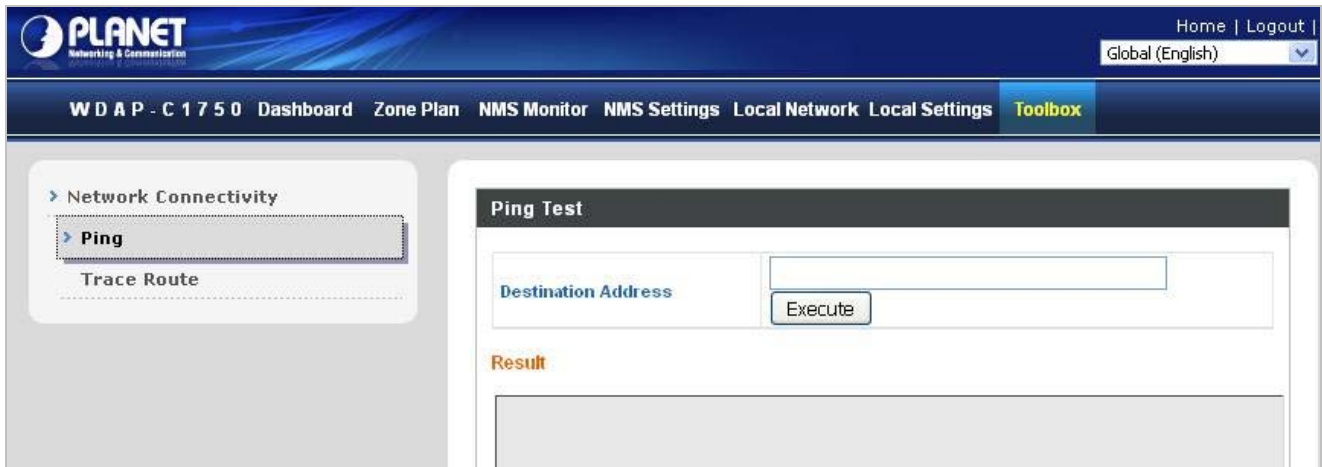 PLANET
Networking & Communication
Home | Logout |
Global (English)
WDAP-C1750 Dashboard Zone Plan NMS Monitor NMS Settings Local Network Local Settings Toolbox
Network Connectivity
Ping
Trace Route
Ping Test
Destination Address
Execute
Result